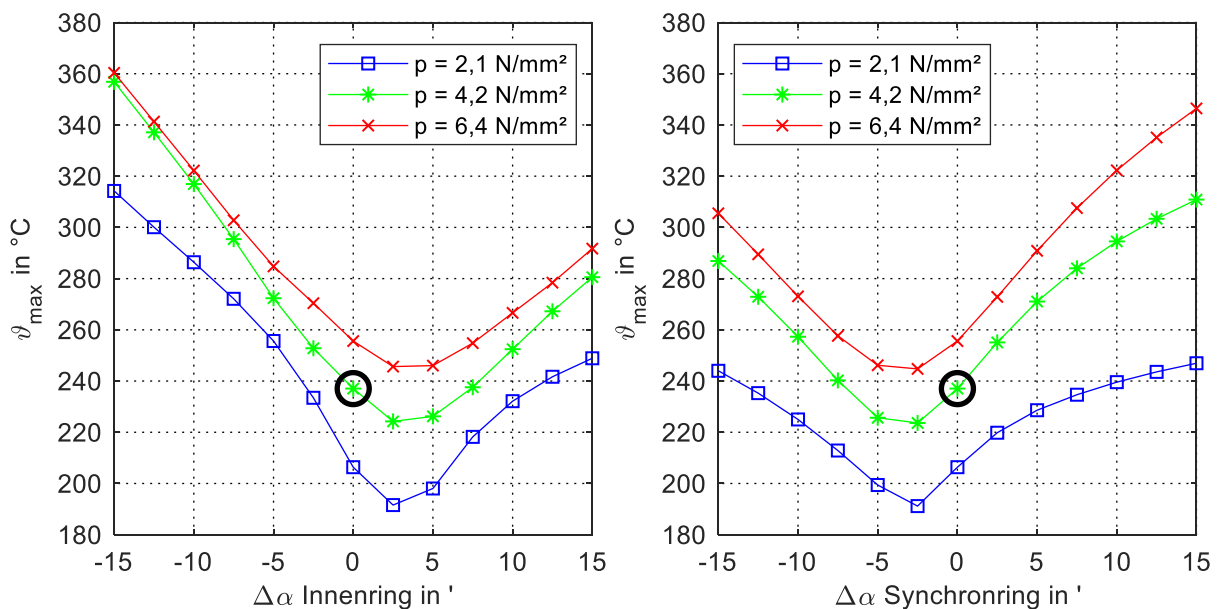 380
360
340
320
300
280
260
240
220
200
180
-15 -10 -5 0 5 10 15
ϑmax in °C
Δα Innenring in '
p = 2,1 N/mm²
p = 4,2 N/mm²
p = 6,4 N/mm²
380
360
340
320
300
280
260
240
220
200
180
-15 -10 -5 0 5 10 15
ϑmax in °C
Δα Synchronring in '
p = 2,1 N/mm²
p = 4,2 N/mm²
p = 6,4 N/mm²